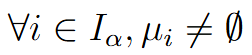 ∀i ∈ I_α, μ_i ≠ ∅